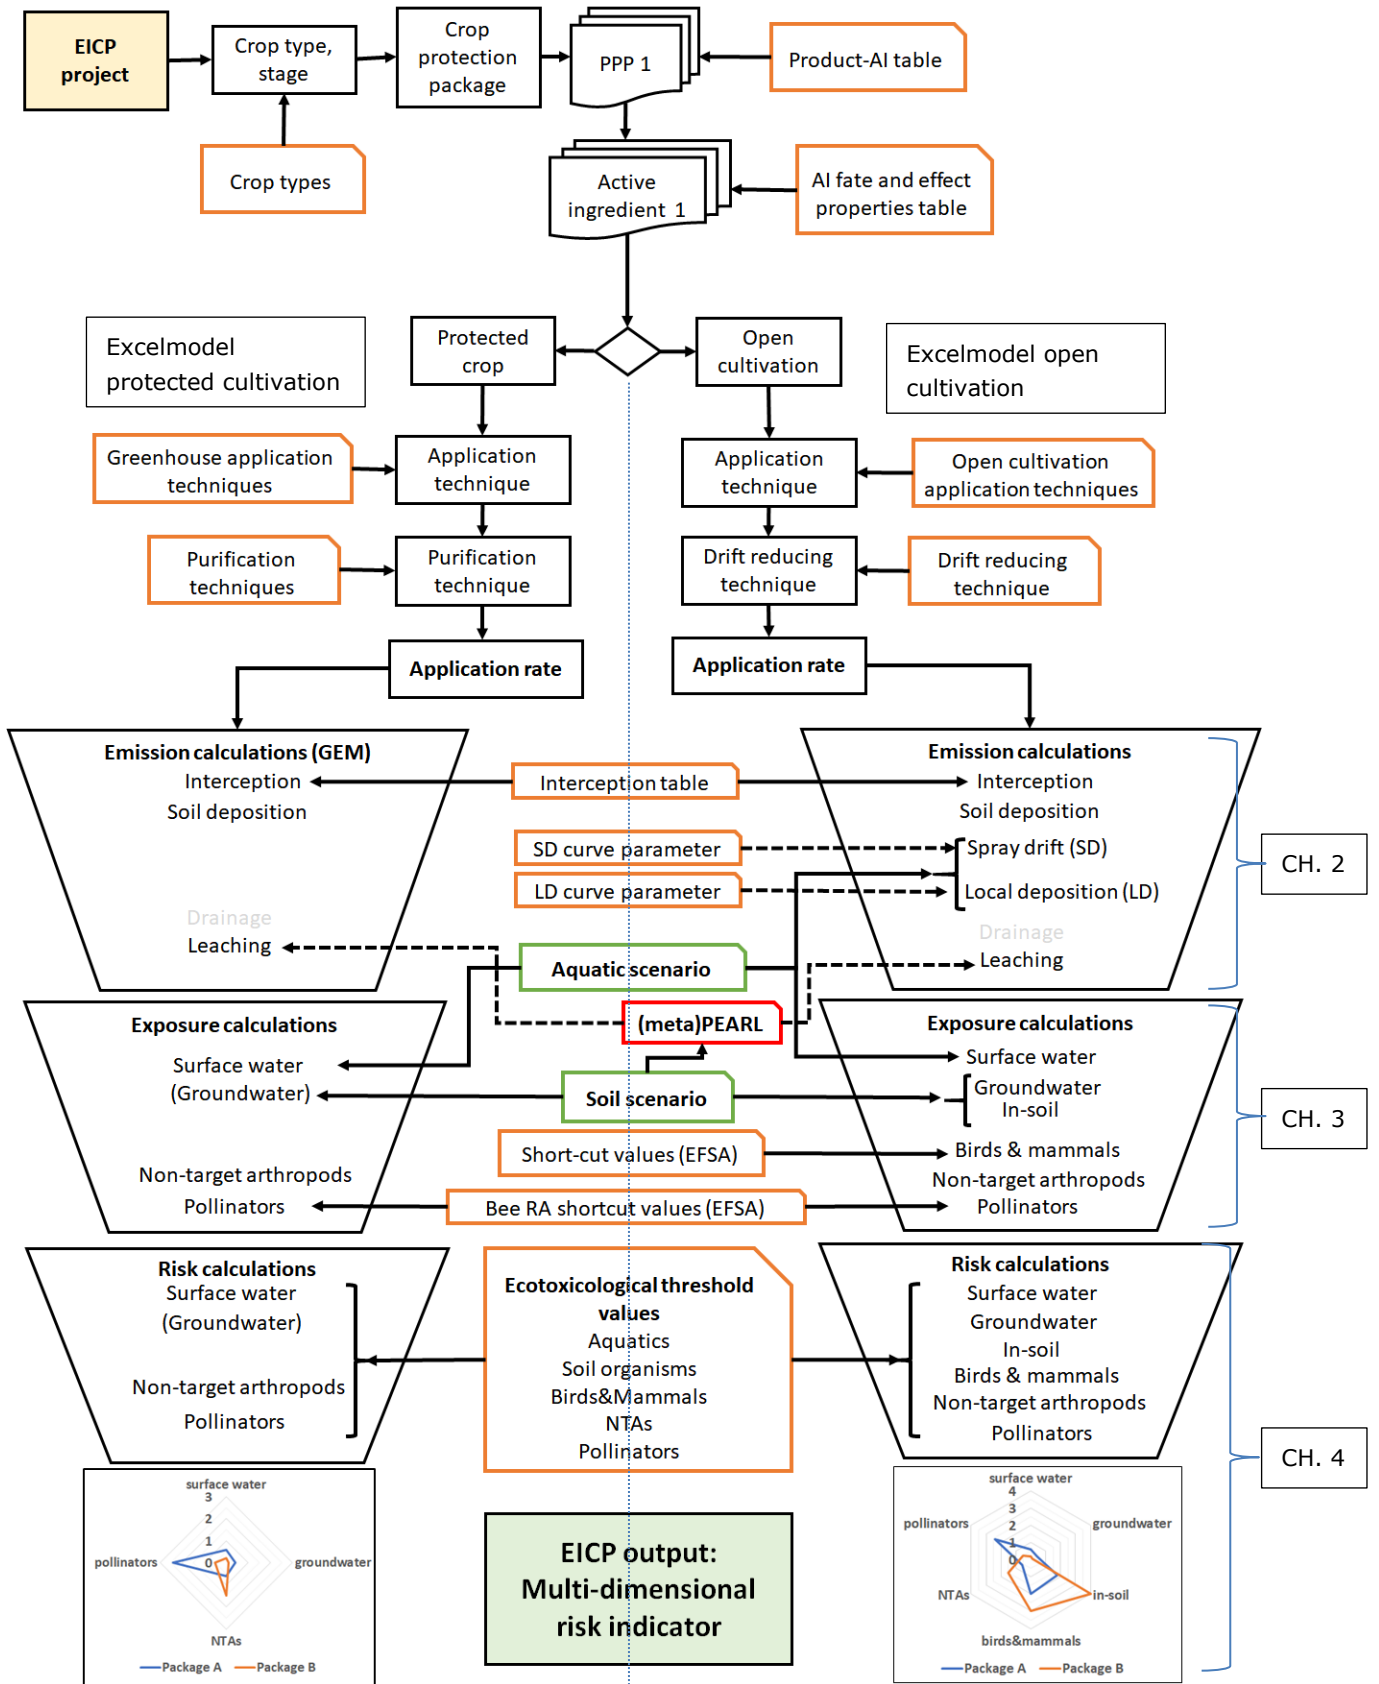 EICP
project
Crop type,
stage
Crop
protection
package
PPP 1
Product-AI table
Crop types
Active
ingredient 1
AI fate and effect
properties table
Excelmodel
protected cultivation
Protected
crop
Open
cultivation
Excelmodel open
cultivation
Greenhouse application
techniques
Application
technique
Application
technique
Open cultivation
application techniques
Purification
techniques
Purification
technique
Drift reducing
technique
Drift reducing
technique
Application rate
Application rate
Emission calculations (GEM)
Interception
Soil deposition
Drainage
Leaching
Interception table
SD curve parameter
LD curve parameter
Aquatic scenario
(meta)PEARL
Soil scenario
Emission calculations
Interception
Soil deposition
Spray drift (SD)
Local deposition (LD)
Drainage
Leaching
CH. 2
Exposure calculations
Surface water
(Groundwater)
Non-target arthropods
Pollinators
Short-cut values (EFSA)
Bee RA shortcut values (EFSA)
Exposure calculations
Surface water
Groundwater
In-soil
Birds & mammals
Non-target arthropods
Pollinators
CH. 3
Risk calculations
Surface water
(Groundwater)
Non-target arthropods
Pollinators
Ecotoxicological threshold
values
Aquatics
Soil organisms
Birds&Mammals
NTAs
Pollinators
Risk calculations
Surface water
Groundwater
In-soil
Birds & mammals
Non-target arthropods
Pollinators
CH. 4
surface water
3
2
1
0
pollinators
groundwater
NTAs
Package A
Package B
EICP output:
Multi-dimensional
risk indicator
surface water
4
3
2
1
0
pollinators
groundwater
NTAs
in-soil
birds&mammals
Package A
Package B